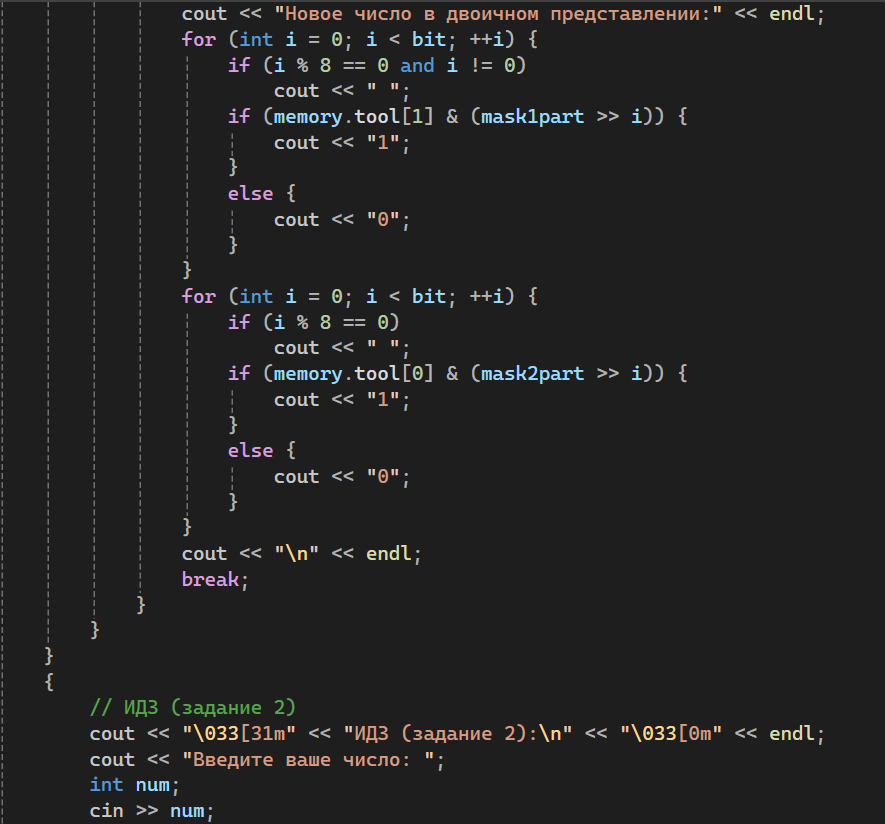 cout << "Новое число в двоичном представлении:" << endl;
for (int i = 0; i < bit; ++i) {
if (i % 8 == 0 and i != 0)
cout << " ";
if (memory.tool[1] & (mask1part >> i)) {
cout << "1";
}
else {
cout << "0";
}
}
for (int i = 0; i < bit; ++i) {
if (i % 8 == 0)
cout << " ";
if (memory.tool[0] & (mask2part >> i)) {
cout << "1";
}
else {
cout << "0";
}
}
cout << "\n" << endl;
break;
}
}
}
{
// ИДЗ (задание 2)
cout << "\033[31m" << "ИДЗ (задание 2):\n" << "\033[0m" << endl;
cout << "Введите ваше число: ";
int num;
cin >> num;